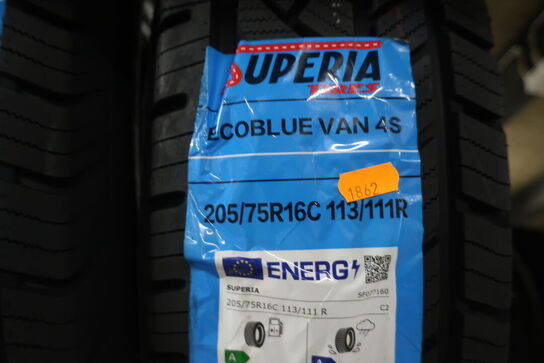 SUPERIA
TIRES
ECOBLUE VAN 4S
1862
205/75R16C 113/111R
ENERG
SUPERIA SF077160
205/75R16C 113/111 R C2
A A